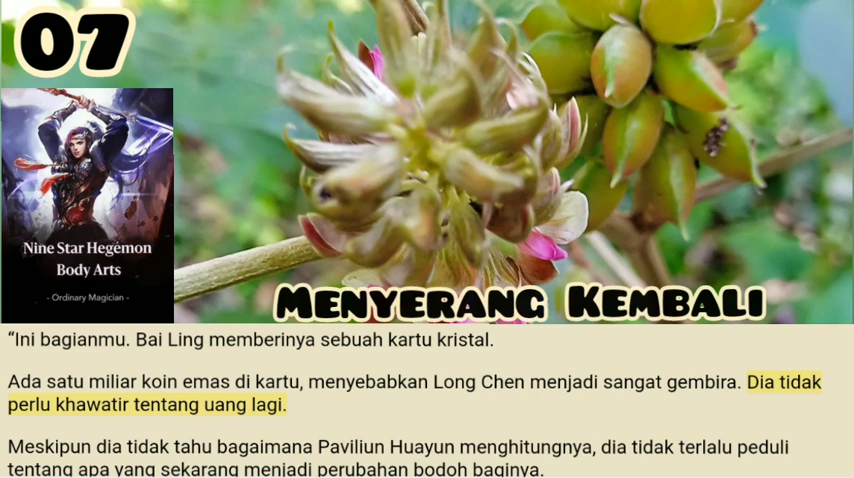 07
Nine Star Hegemon
Body Arts
- Ordinary Magician -
MENYERANG KEMBALI
“Ini bagianmu. Bai Ling memberinya sebuah kartu kristal.
Ada satu miliar koin emas di kartu, menyebabkan Long Chen menjadi sangat gembira. Dia tidak
perlu khawatir tentang uang lagi.
Meskipun dia tidak tahu bagaimana Paviliun Huayun menghitungnya, dia tidak terlalu peduli
tentang apa yang sekarang menjadi perubahan bodoh baginya.